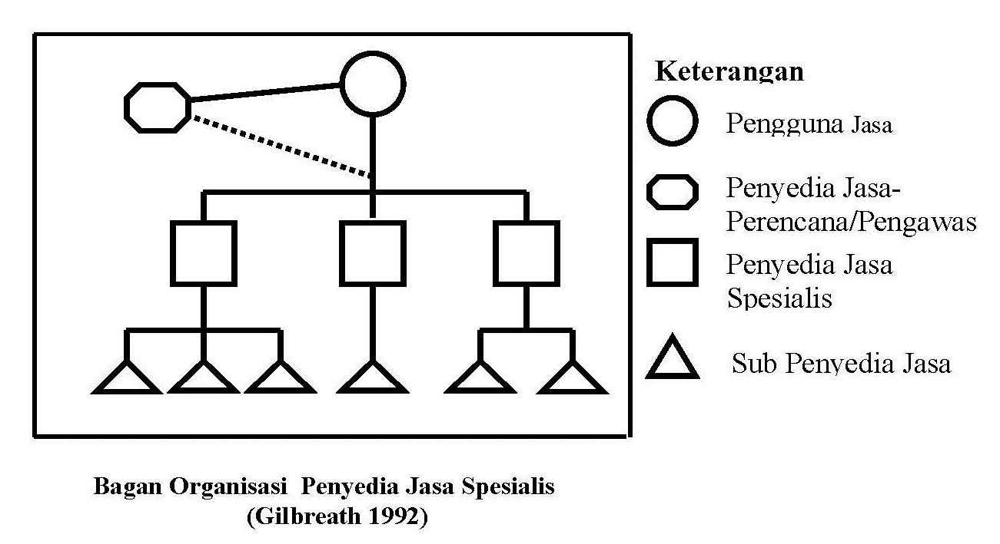 Keterangan
Pengguna Jasa
Penyedia Jasa-
Perencana/Pengawas
Penyedia Jasa
Spesialis
Sub Penyedia Jasa
Bagan Organisasi Penyedia Jasa Spesialis
(Gilbreath 1992)